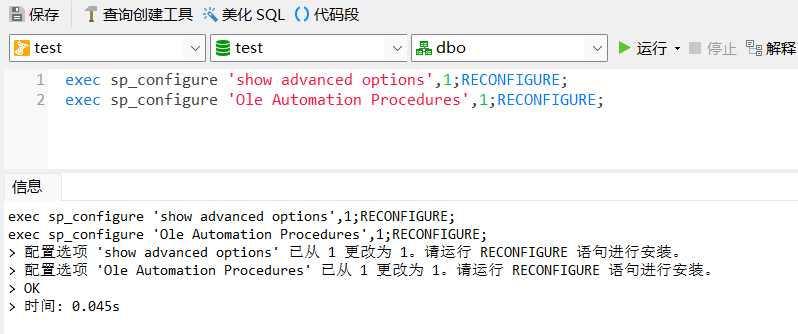 保存 查询创建工具 美化 SQL () 代码段
test test dbo 运行 停止 解释
1 exec sp_configure 'show advanced options',1;RECONFIGURE;
2 exec sp_configure 'Ole Automation Procedures',1;RECONFIGURE;
信息
exec sp_configure 'show advanced options',1;RECONFIGURE;
exec sp_configure 'Ole Automation Procedures',1;RECONFIGURE;
> 配置选项 'show advanced options' 已从 1 更改为 1。请运行 RECONFIGURE 语句进行安装。
> 配置选项 'Ole Automation Procedures' 已从 1 更改为 1。请运行 RECONFIGURE 语句进行安装。
> OK
> 时间: 0.045s